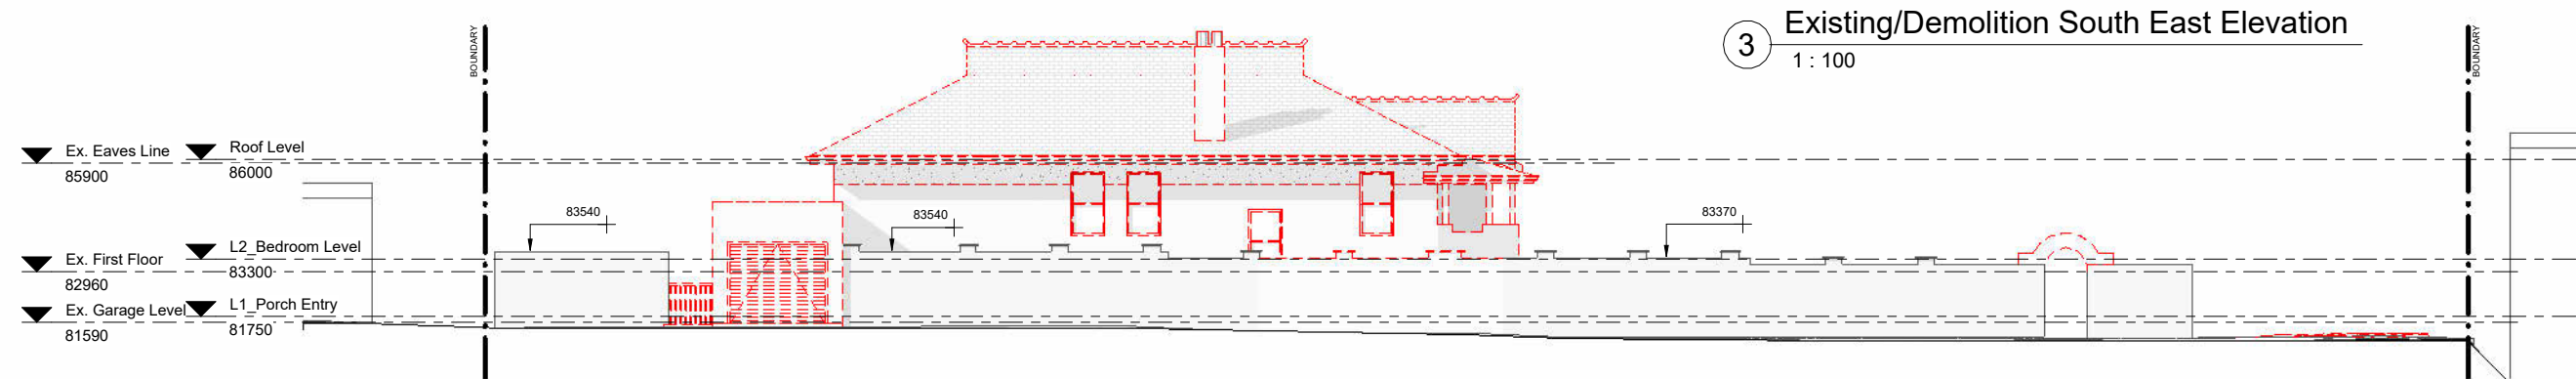 BOUNDARY
3
Existing/Demolition South East Elevation
1 : 100
BOUNDARY
Ex. Eaves Line
85900
Roof Level
86000
83540
83540
83370
Ex. First Floor
82960
L2_Bedroom Level
83300
Ex. Garage Level
81590
L1_Porch Entry
81750